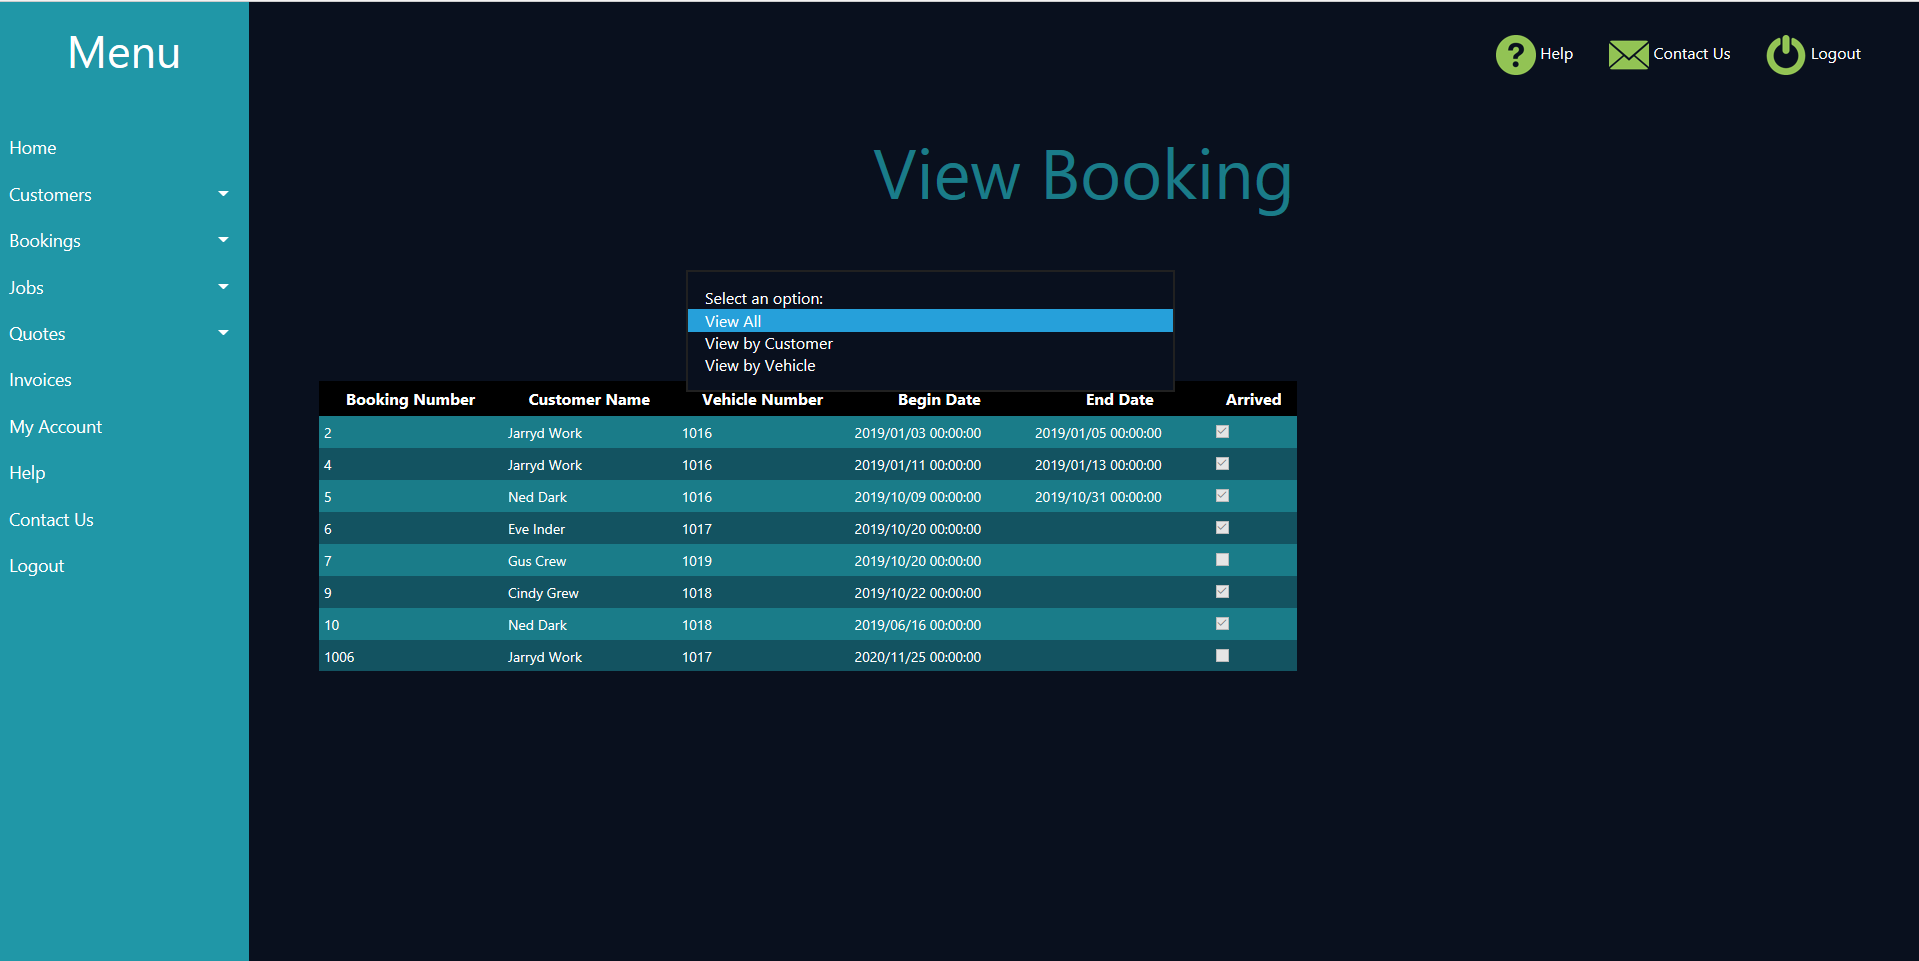 Menu
Help
Contact Us
Logout
Home
Customers
Bookings
Jobs
Quotes
Invoices
My Account
Help
Contact Us
Logout
View Booking
Select an option:
View All
View by Customer
View by Vehicle
Booking Number Customer Name Vehicle Number Begin Date End Date Arrived
2 Jarryd Work 1016 2019/01/03 00:00:00 2019/01/05 00:00:00
4 Jarryd Work 1016 2019/01/11 00:00:00 2019/01/13 00:00:00
5 Ned Dark 1016 2019/10/09 00:00:00 2019/10/31 00:00:00
6 Eve Inder 1017 2019/10/20 00:00:00
7 Gus Crew 1019 2019/10/20 00:00:00
9 Cindy Grew 1018 2019/10/22 00:00:00
10 Ned Dark 1018 2019/06/16 00:00:00
1006 Jarryd Work 1017 2020/11/25 00:00:00